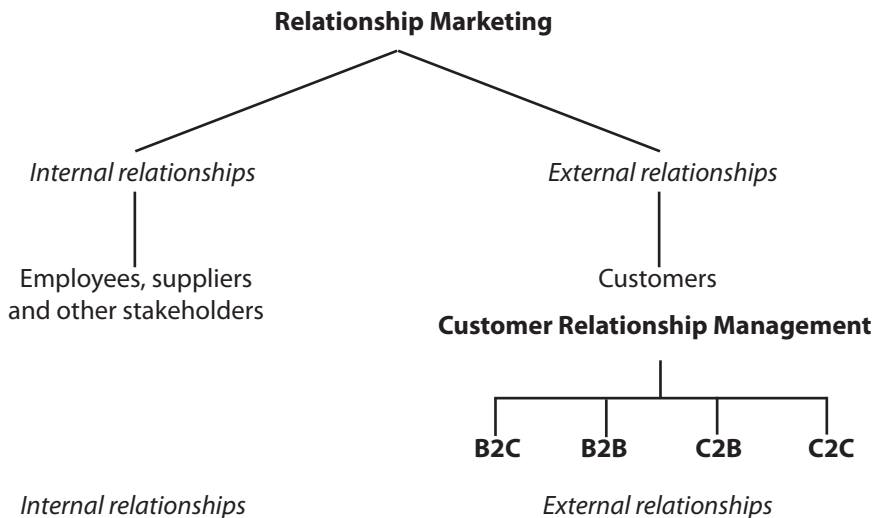 Relationship Marketing
Internal relationships
External relationships
Employees, suppliers
and other stakeholders
Customers
Customer Relationship Management
B2C B2B C2B C2C
Internal relationships
External relationships